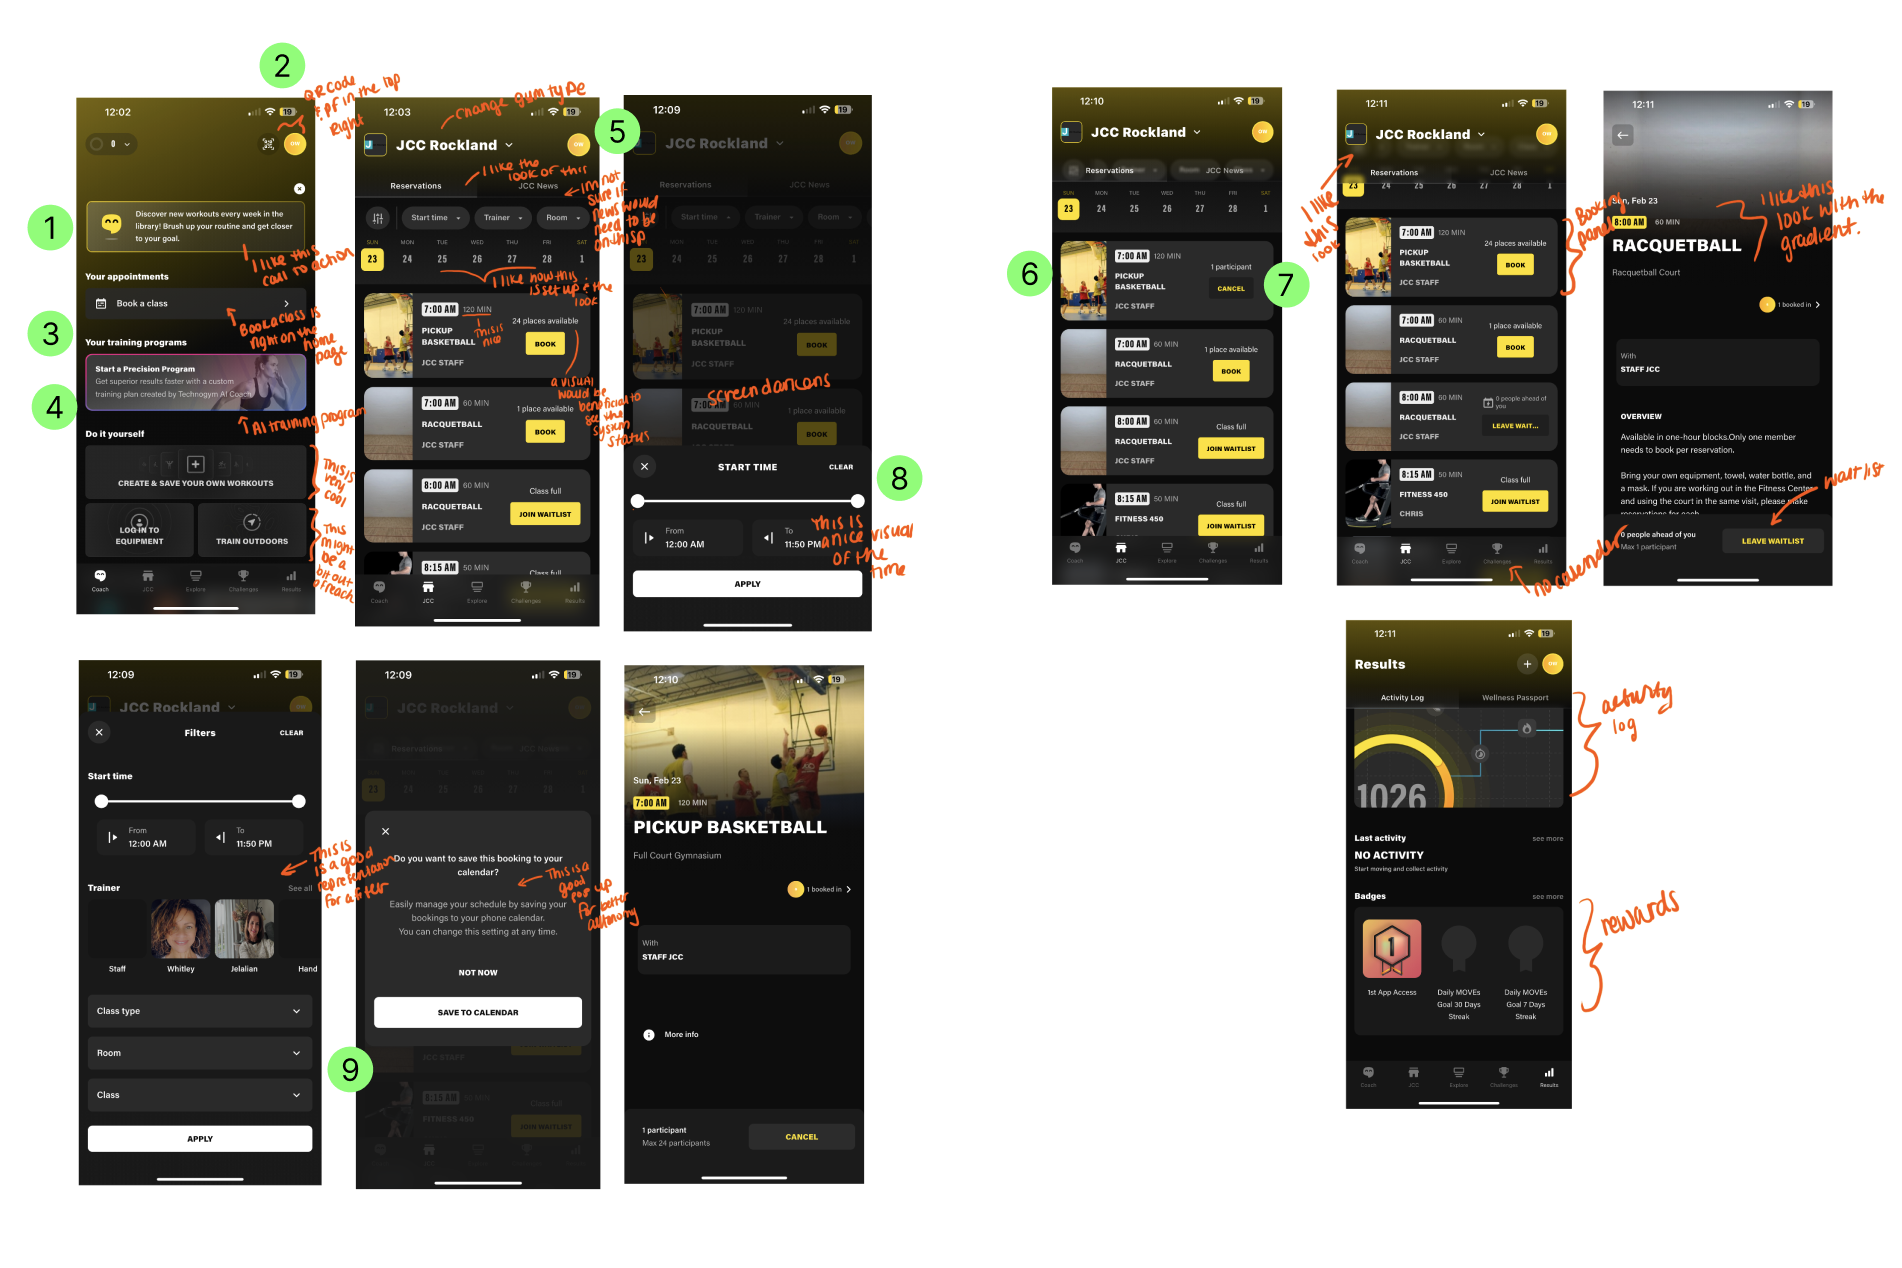 2
QR Code
+ pf in the top
Right
12:02
19
0
OW
1
Discover new workouts every week in the
library! Brush up your routine and get closer
to your goal.
I like this
call to action
Your appointments
Book a class
Book a class is
right on the home
page
3
Your training programs
Start a Precision Program
Get superior results faster with a custom
training plan created by Technogym AI Coach
4
AI training program
Do it yourself
CREATE & SAVE YOUR OWN WORKOUTS
This is
very
cool
LOG IN TO
EQUIPMENT
TRAIN OUTDOORS
This
might
be a
bit out
of reach
Coach
JCC
Explore
Challenges
Results
12:03
19
change gym type
JCC Rockland
OW
I like the
look of this
Reservations
JCC News
im not
sure if
news would
need to be
on this p
Start time
Trainer
Room
SUN
MON
TUE
WED
THU
FRI
SAT
23
24
25
26
27
28
1
I like how this
is set up + the
look
7:00 AM
120 MIN
This is
nice
PICKUP
BASKETBALL
JCC STAFF
24 places available
BOOK
a visual
would be
beneficial to
see the
system
status
7:00 AM
60 MIN
RACQUETBALL
JCC STAFF
1 place available
BOOK
8:00 AM
60 MIN
RACQUETBALL
JCC STAFF
Class full
JOIN WAITLIST
8:15 AM
50 MIN
Class full
Coach
JCC
Explore
Challenges
Results
5
12:09
19
JCC Rockland
Reservations
JCC News
Start time
Trainer
Room
23
24
25
26
27
28
1
7:00 AM
120 MIN
PICKUP
BASKETBALL
JCC STAFF
24 places available
BOOK
screen darkens
7:00 AM
RACQUETBALL
JCC STAFF
1 place available
BOOK
8
START TIME
CLEAR
From
12:00 AM
To
11:50 PM
This is
a nice visual
of the
time
APPLY
12:09
19
JCC Rockland
Filters
CLEAR
Start time
From
12:00 AM
To
11:50 PM
This is
is a good
representation
for a filter
Trainer
See all
Staff
Whitley
Jelalian
Hand
Class type
Room
Class
APPLY
12:09
19
JCC Rockland
Reservations
JCC News
23
24
25
26
27
28
1
Do you want to save this booking to your
calendar?
This is a
good
pop up
for better
autonomy
Easily manage your schedule by saving your
bookings to your phone calendar.
You can change this setting at any time.
NOT NOW
SAVE TO CALENDAR
9
JCC STAFF
8:15 AM
50 MIN
FITNESS 450
Class full
JOIN WAITLIST
12:10
19
Sun, Feb 23
7:00 AM
120 MIN
PICKUP BASKETBALL
Full Court Gymnasium
1 booked in
With
STAFF JCC
More info
1 participant
Max 24 participants
CANCEL
6
12:10
19
JCC Rockland
OW
Reservations
JCC News
SUN
MON
TUE
WED
THU
FRI
SAT
23
24
25
26
27
28
1
7:00 AM
120 MIN
PICKUP
BASKETBALL
JCC STAFF
1 participant
CANCEL
7:00 AM
60 MIN
RACQUETBALL
JCC STAFF
1 place available
BOOK
8:00 AM
60 MIN
RACQUETBALL
JCC STAFF
Class full
JOIN WAITLIST
8:15 AM
50 MIN
FITNESS 450
Class full
JOIN WAITLIST
Coach
JCC
Explore
Challenges
Results
7
12:11
19
JCC Rockland
OW
I like
this
look
Reservations
JCC News
23
24
25
26
27
28
1
Booking
panel
7:00 AM
120 MIN
PICKUP
BASKETBALL
JCC STAFF
24 places available
BOOK
7:00 AM
60 MIN
RACQUETBALL
JCC STAFF
1 place available
BOOK
8:00 AM
60 MIN
RACQUETBALL
JCC STAFF
0 people ahead of
you
LEAVE WAIT...
8:15 AM
50 MIN
FITNESS 450
CHRIS
Class full
JOIN WAITLIST
Coach
JCC
Explore
Challenges
Results
no calender
12:11
19
Sun, Feb 23
8:00 AM
60 MIN
RACQUETBALL
Racquetball Court
I like this
look with the
gradient.
1 booked in
With
STAFF JCC
OVERVIEW
Available in one-hour blocks.Only one member
needs to book per reservation.
Bring your own equipment, towel, water bottle, and
a mask. If you are working out in the Fitness Center
and using the court in the same visit, please make
reservations for each.
wait list
0 people ahead of you
Max 1 participant
LEAVE WAITLIST
12:11
19
Results
OW
Activity Log
Wellness Passport
activity
log
1026
Last activity
see more
NO ACTIVITY
Start moving and collect activity
Badges
see more
rewards
1
1st App Access
Daily MOVEs
Goal 30 Days
Streak
Daily MOVEs
Goal 7 Days
Streak
Coach
JCC
Explore
Challenges
Results